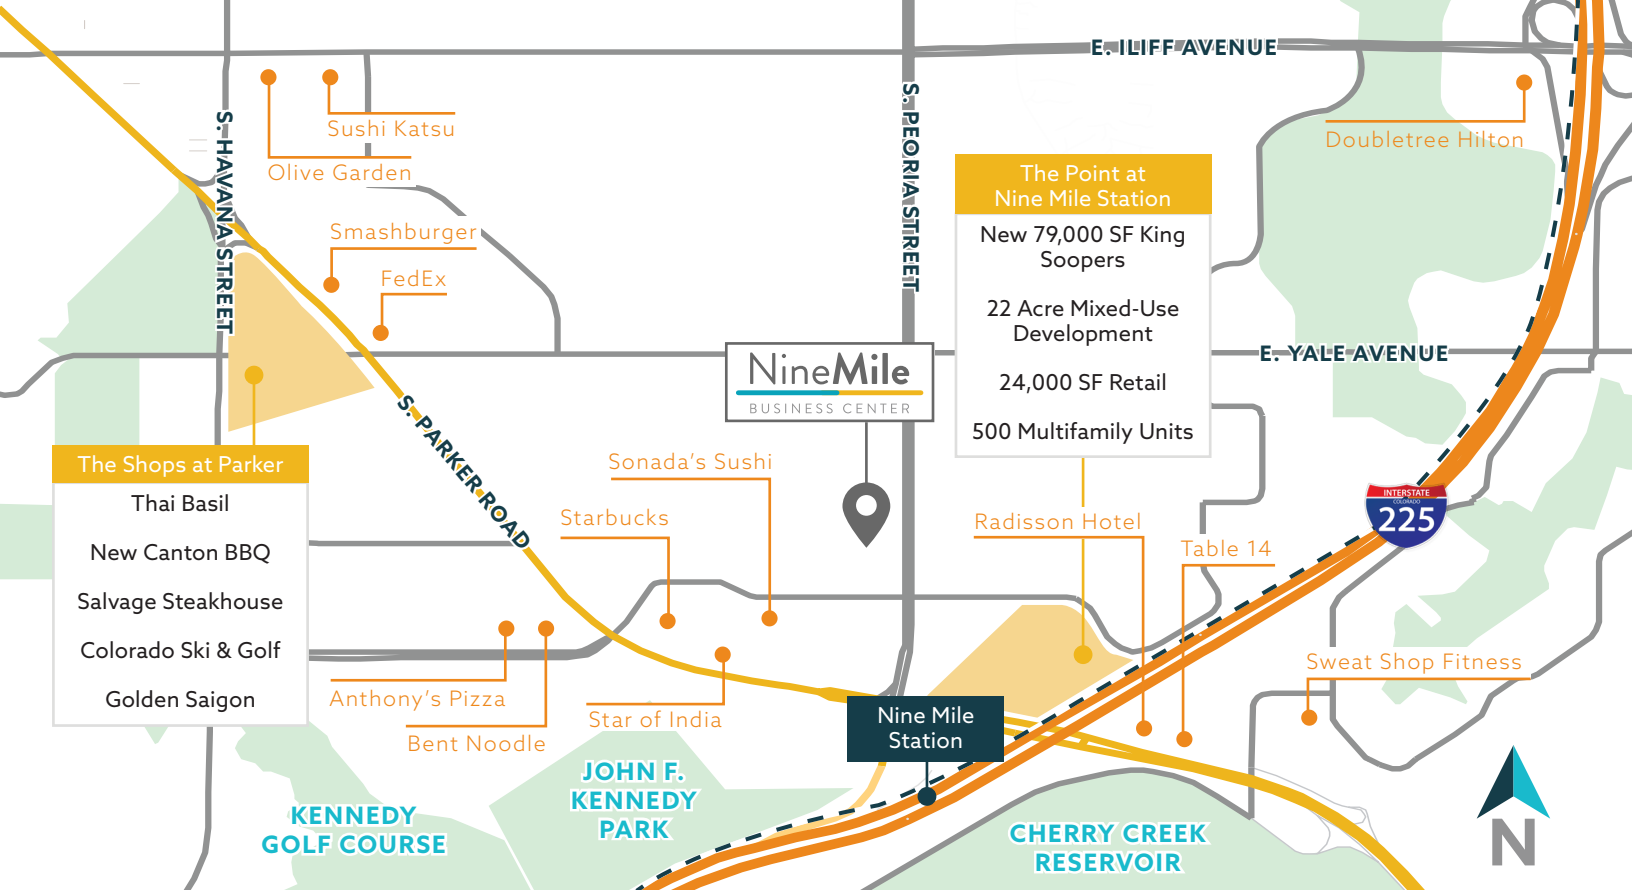 E. ILIFF AVENUE
S. HAVANA STREET
Sushi Katsu
Olive Garden
S. PEORIA STREET
Doubletree Hilton
The Point at
Nine Mile Station
New 79,000 SF King
Soopers
22 Acre Mixed-Use
Development
24,000 SF Retail
500 Multifamily Units
Smashburger
FedEx
E. YALE AVENUE
NineMile
BUSINESS CENTER
S. PARKER ROAD
The Shops at Parker
Thai Basil
New Canton BBQ
Salvage Steakhouse
Colorado Ski & Golf
Golden Saigon
Sonada's Sushi
Starbucks
Radisson Hotel
Table 14
INTERSTATE
COLORADO
225
Anthony's Pizza
Bent Noodle
Star of India
Sweat Shop Fitness
Nine Mile
Station
KENNEDY
GOLF COURSE
JOHN F.
KENNEDY
PARK
CHERRY CREEK
RESERVOIR
N